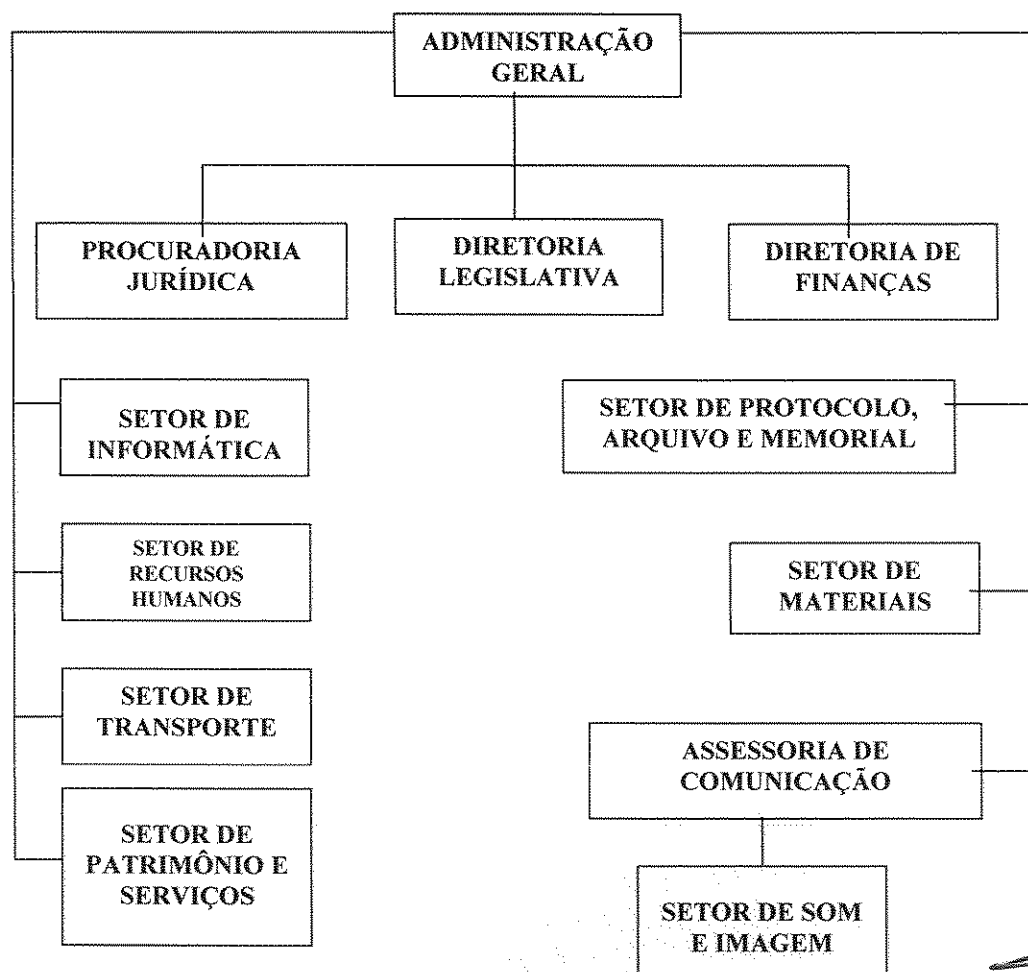 ADMINISTRAÇÃO
GERAL
PROCURADORIA
JURÍDICA
DIRETORIA
LEGISLATIVA
DIRETORIA DE
FINANÇAS
SETOR DE
INFORMÁTICA
SETOR DE PROTOCOLO,
ARQUIVO E MEMORIAL
SETOR DE
RECURSOS
HUMANOS
SETOR DE
MATERIAIS
SETOR DE
TRANSPORTE
ASSESSORIA DE
COMUNICAÇÃO
SETOR DE
PATRIMÔNIO E
SERVIÇOS
SETOR DE SOM
E IMAGEM